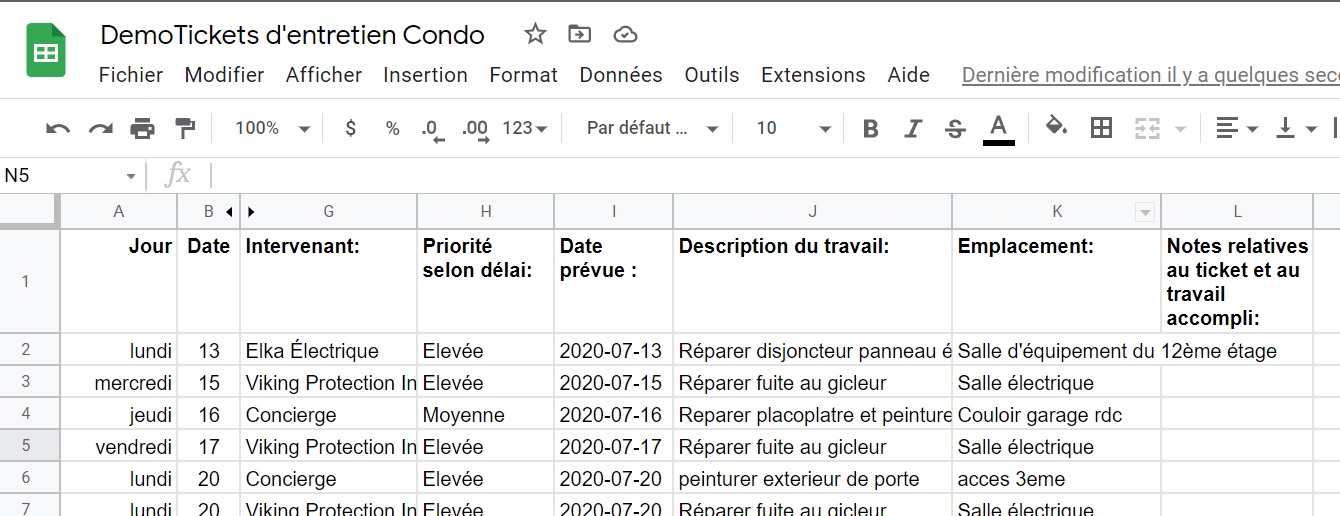 DemoTickets d'entretien Condo
Fichier Modifier Afficher Insertion Format Données Outils Extensions Aide Dernière modification il y a quelques sec
100% $ % .0 .00 123 Par défaut ... 10 B I S A
N5 fx
A B G H I J K L
1 Jour Date Intervenant: Priorité selon délai: Date prévue : Description du travail: Emplacement: Notes relatives au ticket et au travail accompli:
2 lundi 13 Elka Électrique Elevée 2020-07-13 Réparer disjoncteur panneau é Salle d'équipement du 12ème étage
3 mercredi 15 Viking Protection In Elevée 2020-07-15 Réparer fuite au gicleur Salle électrique
4 jeudi 16 Concierge Moyenne 2020-07-16 Reparer placoplatre et peinture Couloir garage rdc
5 vendredi 17 Viking Protection In Elevée 2020-07-17 Réparer fuite au gicleur Salle électrique
6 lundi 20 Concierge Elevée 2020-07-20 peinturer exterieur de porte acces 3eme
7 lundi 20 Viking Protection In Elevée 2020-07-20 Réparer fuite au gicleur Salle électrique